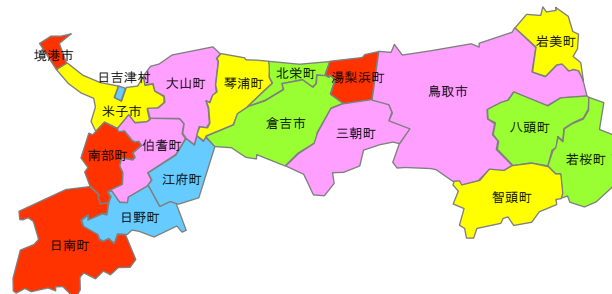 境港市
日吉津村
米子市
大山町
琴浦町
北栄町
湯梨浜町
鳥取市
岩美町
倉吉市
三朝町
八頭町
若桜町
智頭町
南部町
伯耆町
江府町
日野町
日南町